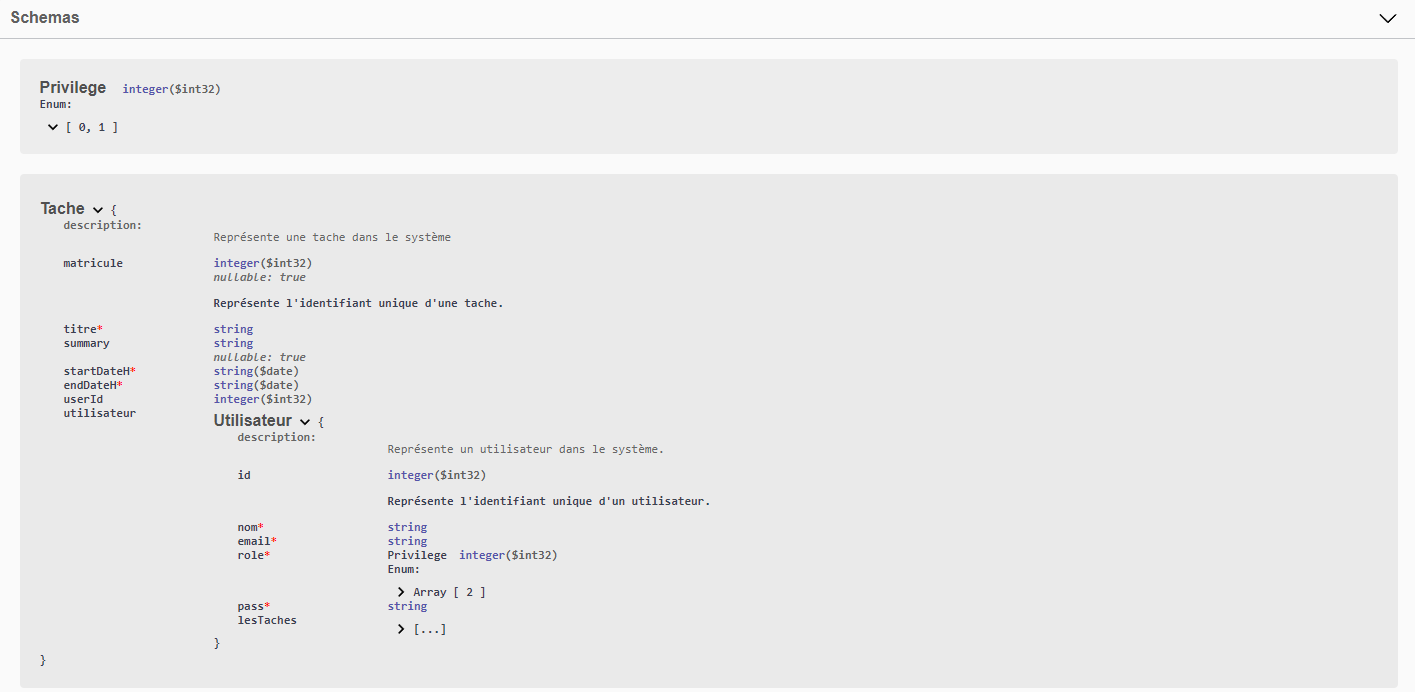 Schemas
Privilege integer($int32)
Enum:
[ 0, 1 ]
Tache {
description:
Représente une tache dans le système
matricule integer($int32)
nullable: true
Représente l'identifiant unique d'une tache.
titre* string
summary string
nullable: true
startDateH* string($date)
endDateH* string($date)
userId integer($int32)
utilisateur
Utilisateur {
description:
Représente un utilisateur dans le système.
id integer($int32)
Représente l'identifiant unique d'un utilisateur.
nom* string
email* string
role* Privilege integer($int32)
Enum:
Array [ 2 ]
pass* string
lesTaches
[...]
}
}